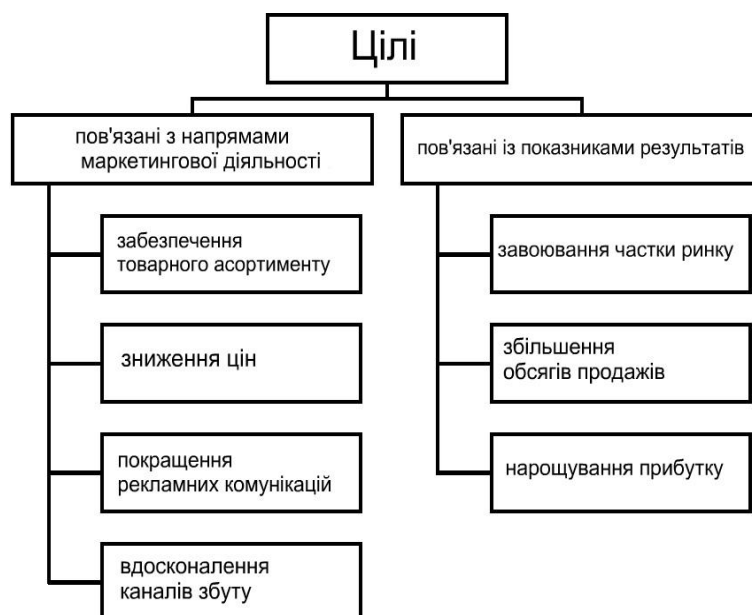 Цілі
пов'язані з напрямами
маркетингової діяльності
забезпечення
товарного асортименту
зниження цін
покращення
рекламних комунікацій
вдосконалення
каналів збуту
пов'язані із показниками результатів
завоювання частки ринку
збільшення
обсягів продажів
нарощування прибутку